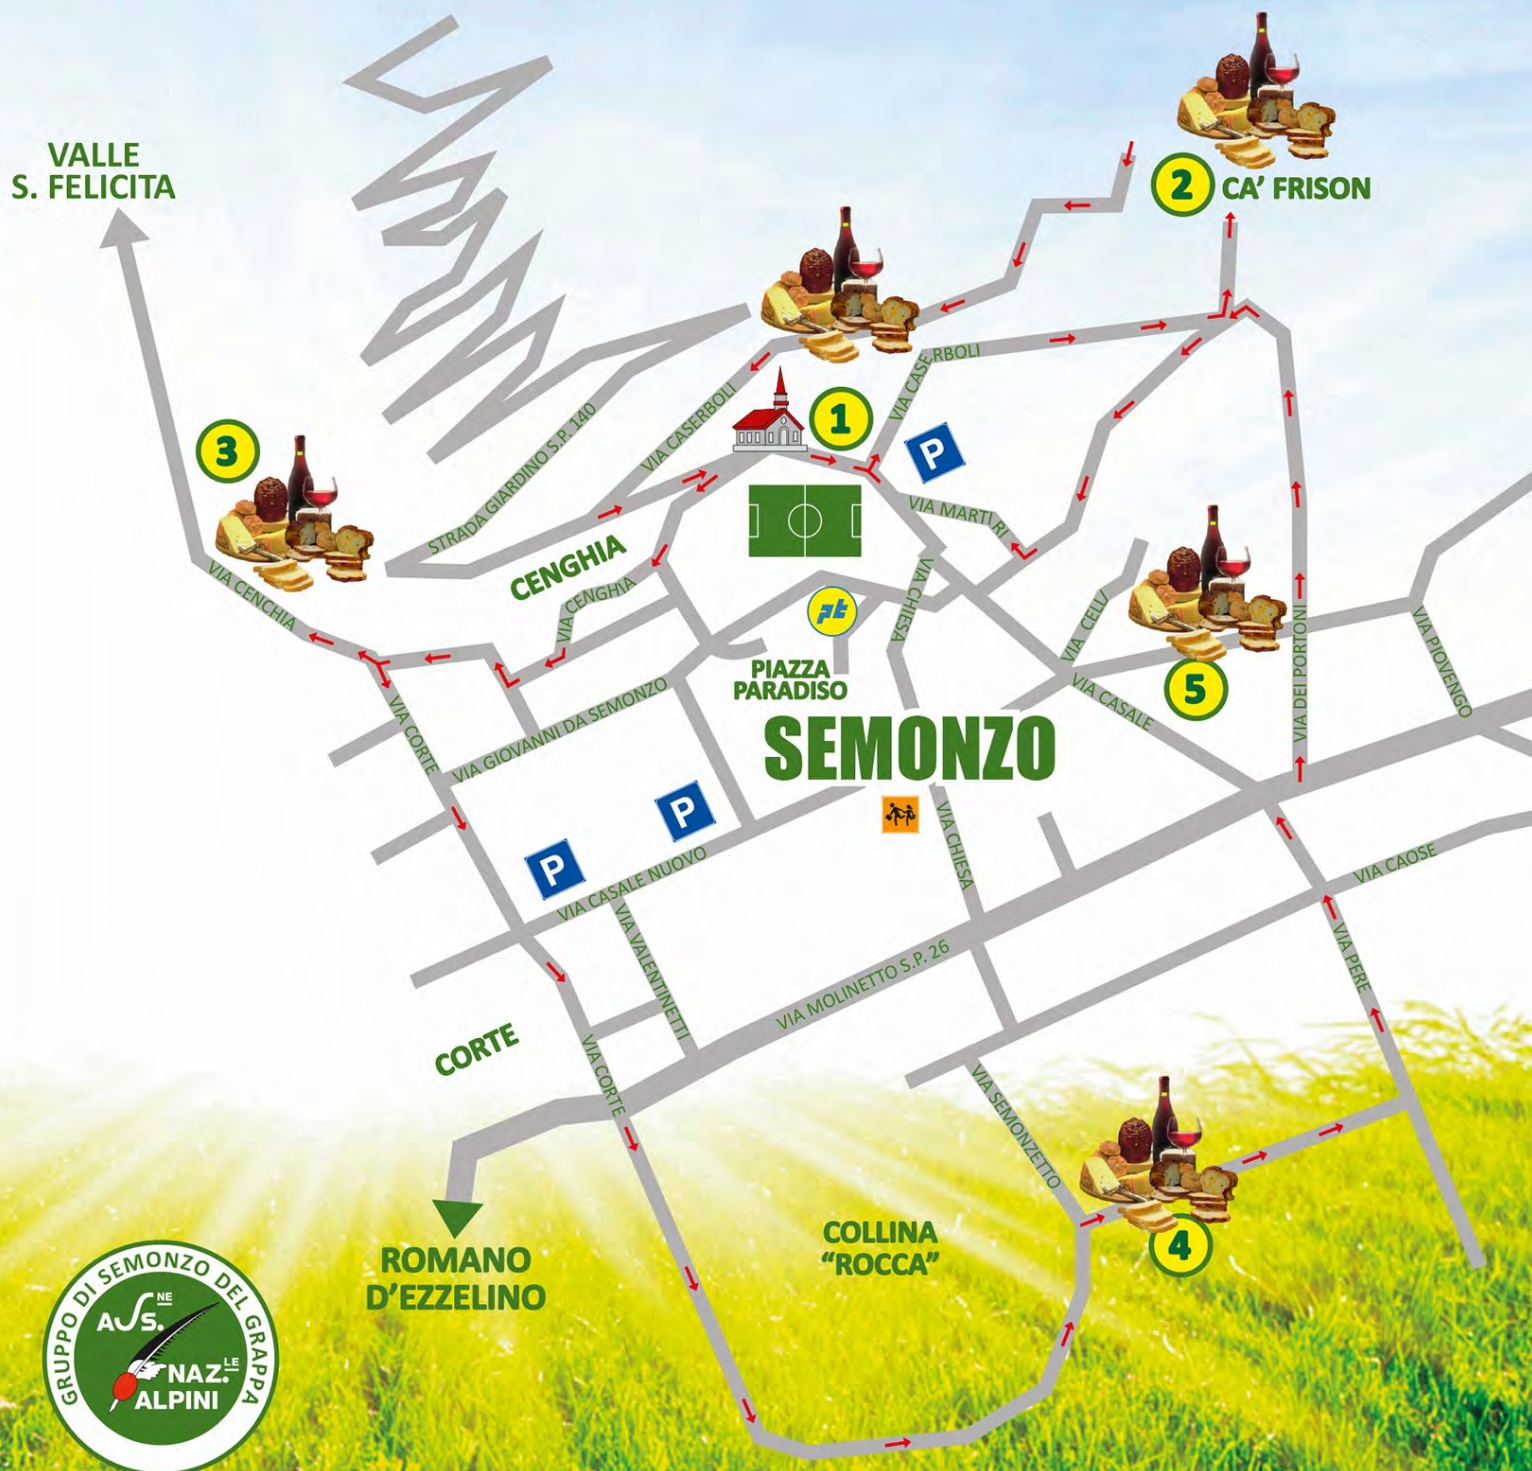 VALLE
S. FELICITA
2
CA' FRISON
VIA CASERBOLI
1
P
3
STRADA GIARDINO S.P. 140
VIA CASERBOLI
VIA MARTIRI
CENGHIA
VIA CENCHIA
VIA CENGHIA
pt
VIA CHIESA
VIA CELLI
VIA DEI PORTONI
VIA PIOVENGO
PIAZZA
PARADISO
5
VIA CASALE
VIA CORTE
VIA GIOVANNI DA SEMONZO
SEMONZO
P
P
VIA CASALE NUOVO
VIA CHIESA
VIA CAOSE
VIA VALENTINETTI
VIA MOLINETTO S.P. 26
VIA PERE
CORTE
VIA CORTE
VIA SEMONZETTO
4
COLLINA
"ROCCA"
ROMANO
D'EZZELINO
GRUPPO DI SEMONZO DEL GRAPPA
ASS.NE
NAZ.LE
ALPINI